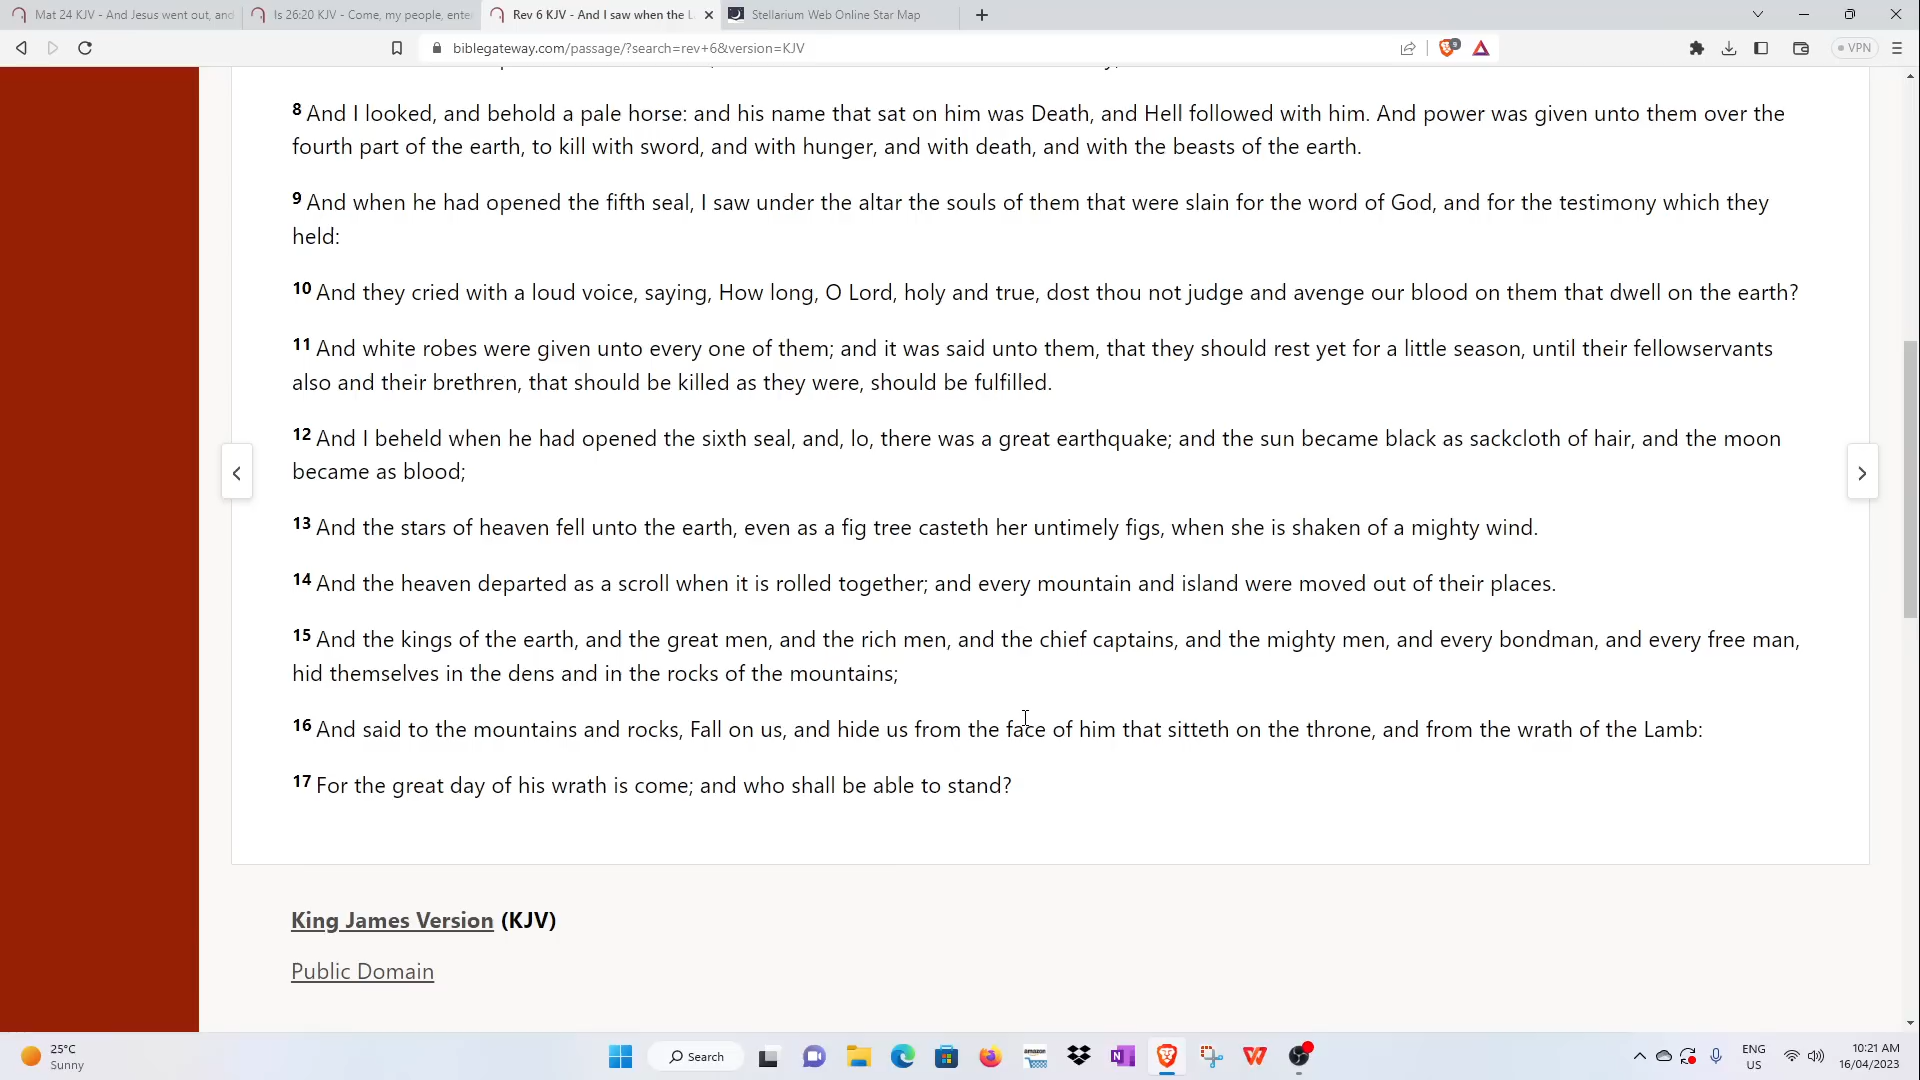 Mat 24 KJV - And Jesus went out, and
Is 26:20 KJV - Come, my people, ente
Rev 6 KJV - And I saw when the L
Stellarium Web Online Star Map
biblegateway.com/passage/?search=rev+6&version=KJV
VPN
8 And I looked, and behold a pale horse: and his name that sat on him was Death, and Hell followed with him. And power was given unto them over the
fourth part of the earth, to kill with sword, and with hunger, and with death, and with the beasts of the earth.
9 And when he had opened the fifth seal, I saw under the altar the souls of them that were slain for the word of God, and for the testimony which they
held:
10 And they cried with a loud voice, saying, How long, O Lord, holy and true, dost thou not judge and avenge our blood on them that dwell on the earth?
11 And white robes were given unto every one of them; and it was said unto them, that they should rest yet for a little season, until their fellowservants
also and their brethren, that should be killed as they were, should be fulfilled.
12 And I beheld when he had opened the sixth seal, and, lo, there was a great earthquake; and the sun became black as sackcloth of hair, and the moon
became as blood;
13 And the stars of heaven fell unto the earth, even as a fig tree casteth her untimely figs, when she is shaken of a mighty wind.
14 And the heaven departed as a scroll when it is rolled together; and every mountain and island were moved out of their places.
15 And the kings of the earth, and the great men, and the rich men, and the chief captains, and the mighty men, and every bondman, and every free man,
hid themselves in the dens and in the rocks of the mountains;
16 And said to the mountains and rocks, Fall on us, and hide us from the face of him that sitteth on the throne, and from the wrath of the Lamb:
17 For the great day of his wrath is come; and who shall be able to stand?
King James Version (KJV)
Public Domain
25°C
Sunny
Search
amazon
ENG
US
10:21 AM
16/04/2023